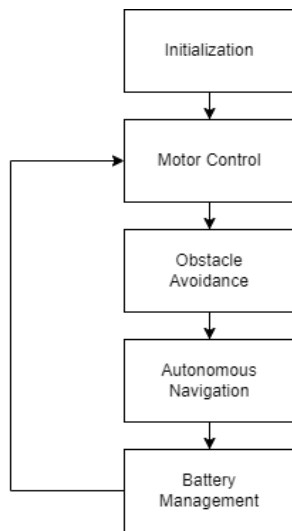 Initialization
Motor Control
Obstacle
Avoidance
Autonomous
Navigation
Battery
Management